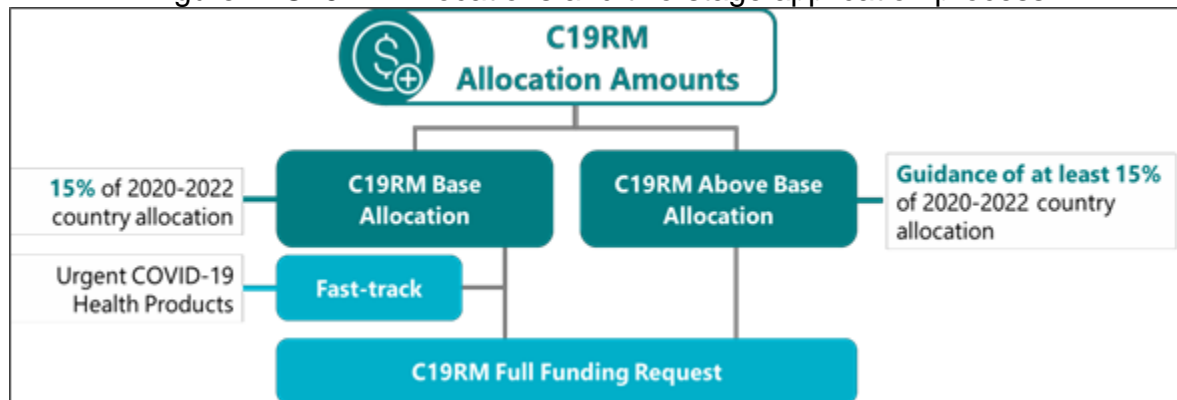 C19RM
Allocation Amounts
15% of 2020-2022
country allocation
C19RM Base
Allocation
C19RM Above Base
Allocation
Guidance of at least 15%
of 2020-2022 country
allocation
Urgent COVID-19
Health Products
Fast-track
C19RM Full Funding Request